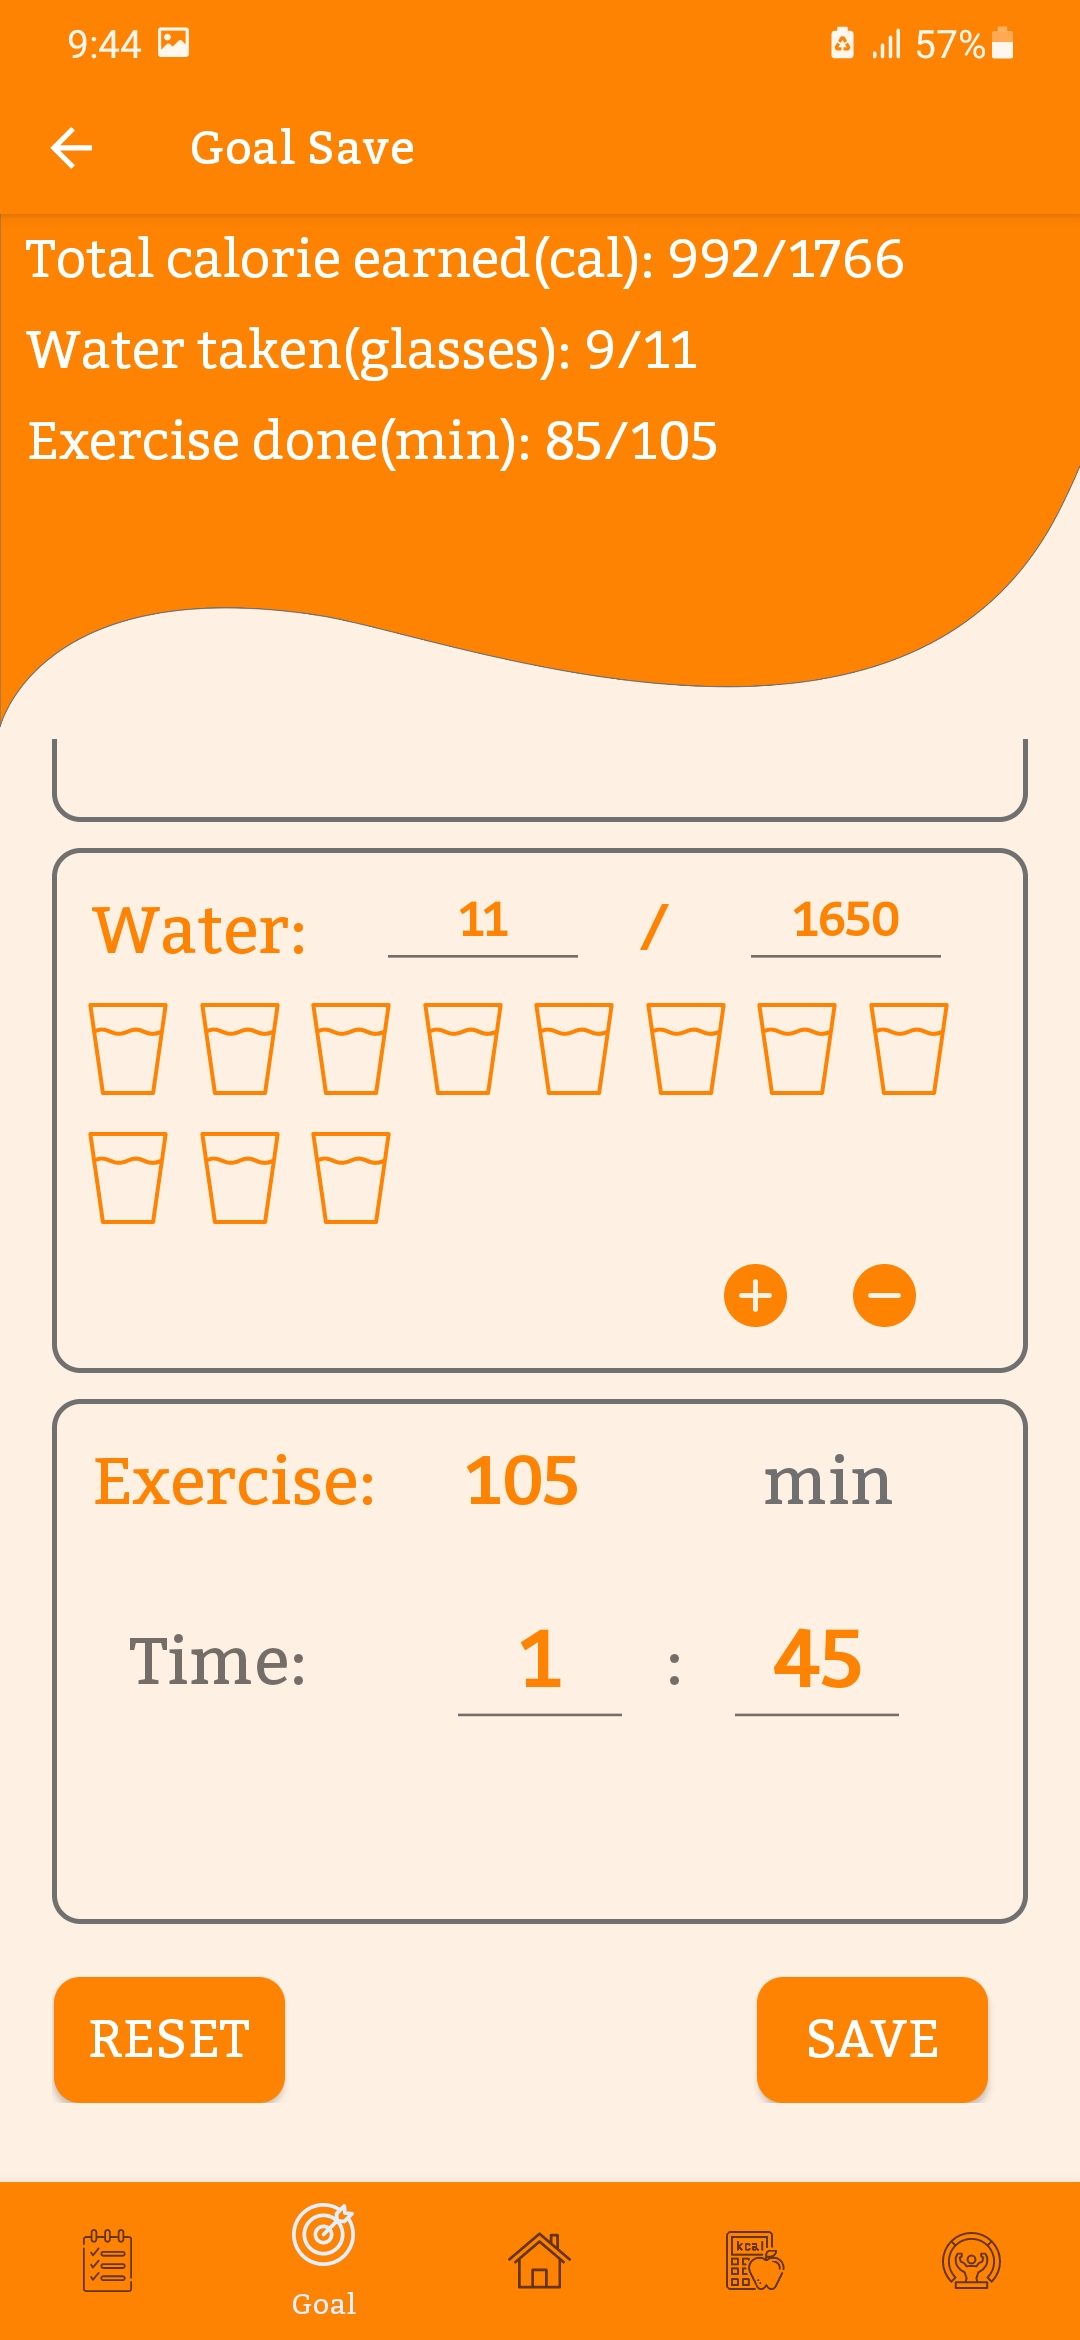 9:44 57%
Goal Save
Total calorie earned(cal): 992/1766
Water taken(glasses): 9/11
Exercise done(min): 85/105
Water: 11 / 1650
Exercise: 105 min
Time: 1 : 45
RESET SAVE
kcal
Goal